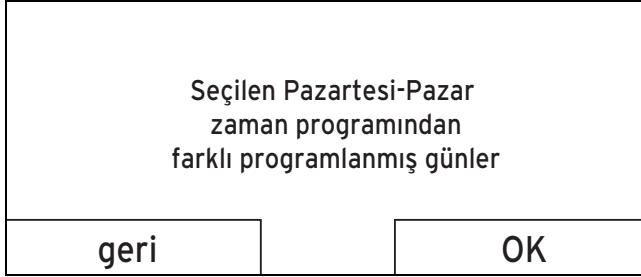 Seçilen Pazartesi-Pazar
zaman programından
farklı programlanmış günler
geri OK